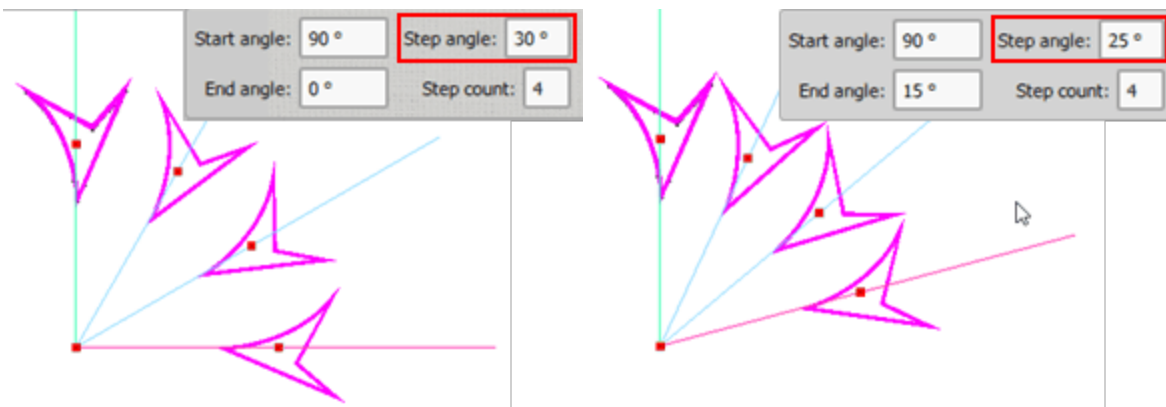 Start angle: 90 ° Step angle: 30 °
End angle: 0 ° Step count: 4
Start angle: 90 ° Step angle: 25 °
End angle: 15 ° Step count: 4